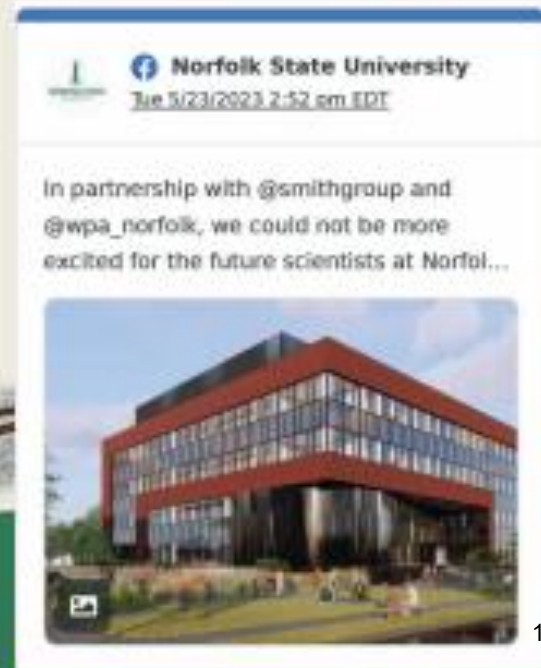 Norfolk State University
Tue 5/23/2023 2:52 pm EDT
In partnership with @smithgroup and
@wpa_norfolk, we could not be more
excited for the future scientists at Norfol...
1